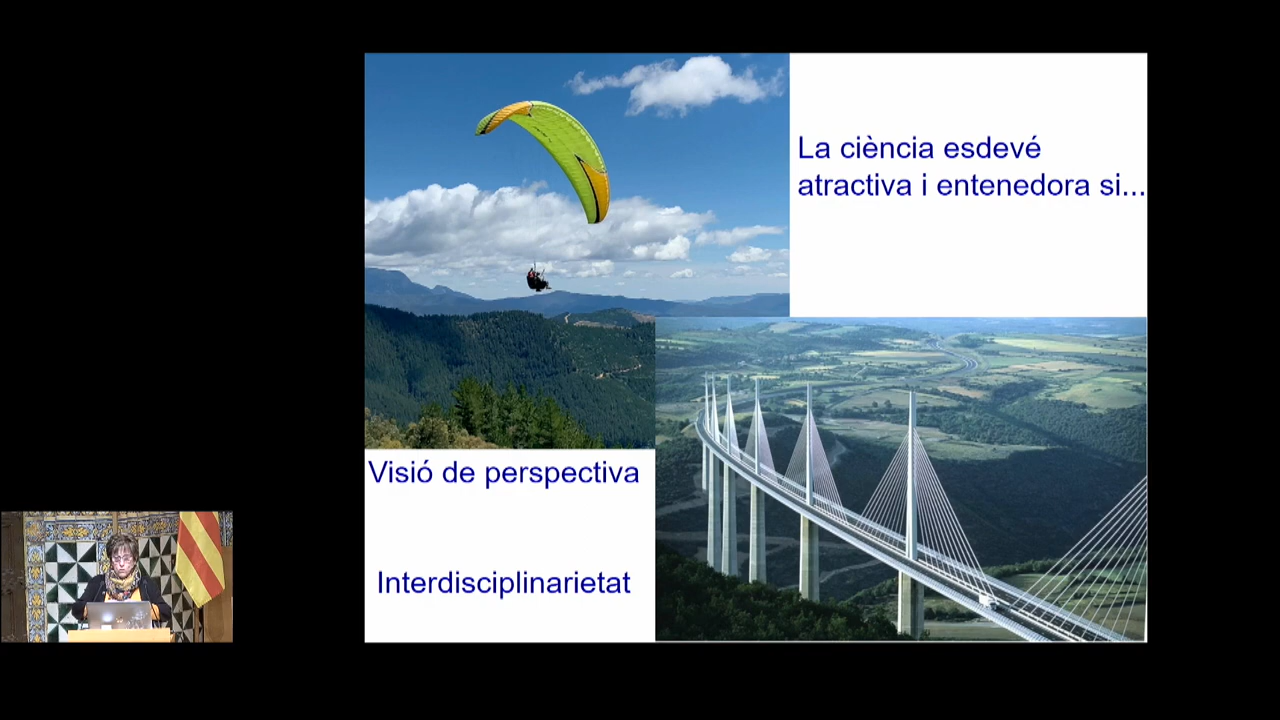 La ciència esdevé
atractiva i entenedora si...
Visió de perspectiva
Interdisciplinarietat